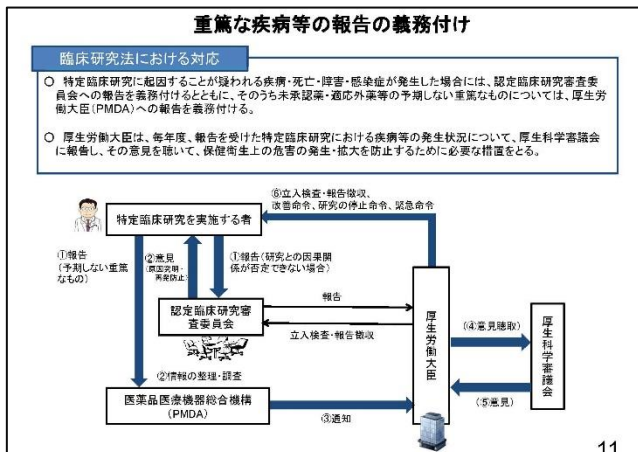 重篤な疾病等の報告の義務付け
臨床研究法における対応
○ 特定臨床研究に起因することが疑われる疾病・死亡・障害・感染症が発生した場合には、認定臨床研究審査委
員会への報告を義務付けるとともに、そのうち未承認薬・適応外薬等の予期しない重篤なものについては、厚生労
働大臣(PMDA)への報告を義務付ける。
○ 厚生労働大臣は、毎年度、報告を受けた特定臨床研究における疾病等の発生状況について、厚生科学審議会
に報告し、その意見を聴いて、保健衛生上の危害の発生・拡大を防止するために必要な措置をとる。
⑥立入検査・報告徴収、
改善命令、研究の停止命令、緊急命令
特定臨床研究を実施する者
①報告
(予期しない重篤
なもの)
②意見
(原因究明・
再発防止)
①報告(研究との因果関
係が否定できない場合)
認定臨床研究審
査委員会
報告
立入検査・報告徴収
厚生労働大臣
(④意見聴取)
(⑤意見)
厚生科学審議会
②情報の整理・調査
医薬品医療機器総合機構
(PMDA)
③通知
11